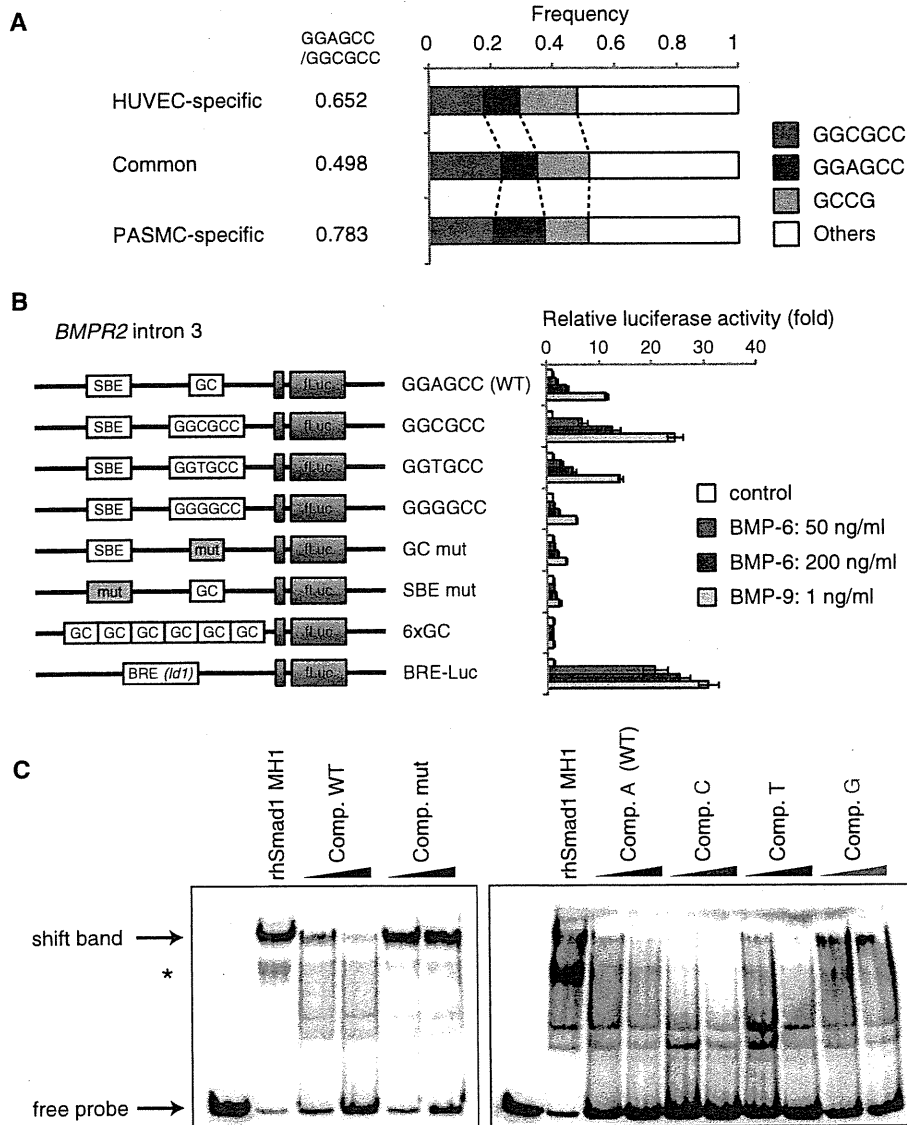 A
GGAGCC
/GGCGCC
Frequency
0 0.2 0.4 0.6 0.8 1
HUVEC-specific 0.652
Common 0.498
PASMC-specific 0.783
GGCGCC
GGAGCC
GCCG
Others
B
BMPR2 intron 3
Relative luciferase activity (fold)
0 10 20 30 40
SBE GC fLuc GGAGCC (WT)
SBE GGCGCC fLuc GGCGCC
SBE GGTGCC fLuc GGTGCC
SBE GGGGCC fLuc GGGGCC
SBE mut fLuc GC mut
mut GC fLuc SBE mut
GC GC GC GC GC GC fLuc 6xGC
BRE (Id1) fLuc BRE-Luc
control
BMP-6: 50 ng/ml
BMP-6: 200 ng/ml
BMP-9: 1 ng/ml
C
rhSmad1 MH1
Comp. WT
Comp. mut
rhSmad1 MH1
Comp. A (WT)
Comp. C
Comp. T
Comp. G
shift band
*
free probe